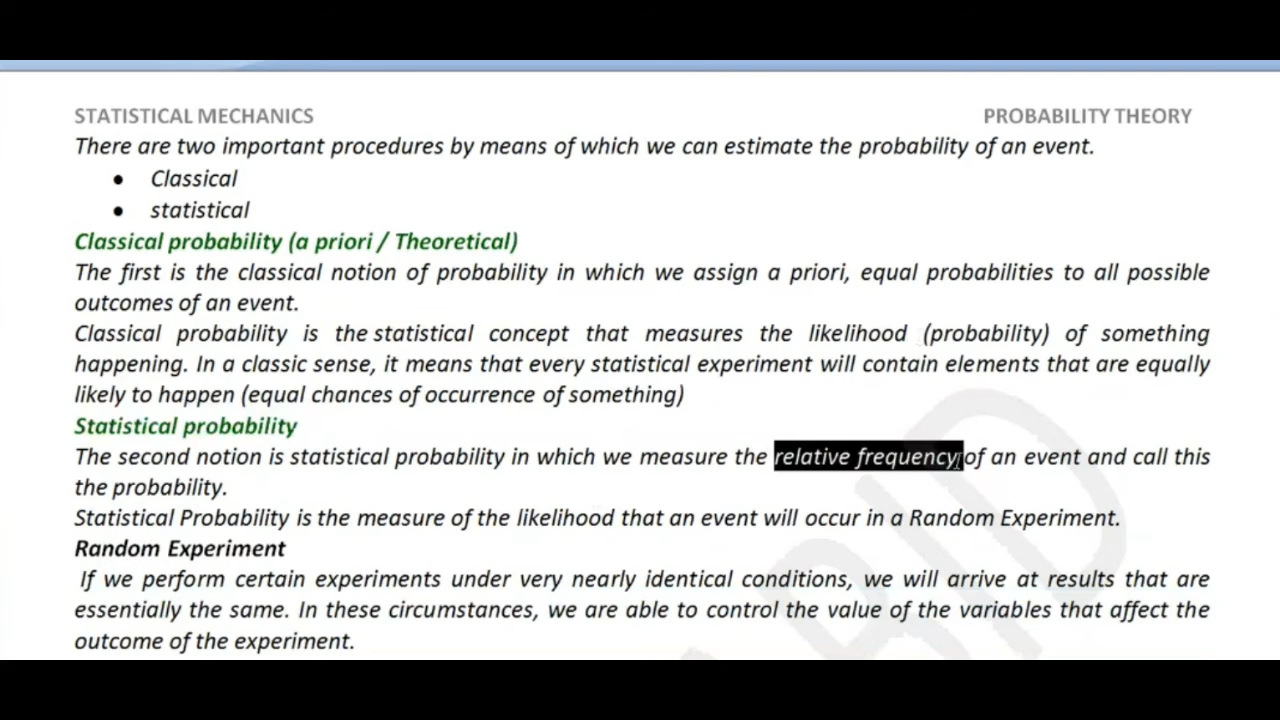 STATISTICAL MECHANICS PROBABILITY THEORY
There are two important procedures by means of which we can estimate the probability of an event.
• Classical
• statistical
Classical probability (a priori / Theoretical)
The first is the classical notion of probability in which we assign a priori, equal probabilities to all possible
outcomes of an event.
Classical probability is the statistical concept that measures the likelihood (probability) of something
happening. In a classic sense, it means that every statistical experiment will contain elements that are equally
likely to happen (equal chances of occurrence of something)
Statistical probability
The second notion is statistical probability in which we measure the relative frequency of an event and call this
the probability.
Statistical Probability is the measure of the likelihood that an event will occur in a Random Experiment.
Random Experiment
If we perform certain experiments under very nearly identical conditions, we will arrive at results that are
essentially the same. In these circumstances, we are able to control the value of the variables that affect the
outcome of the experiment.